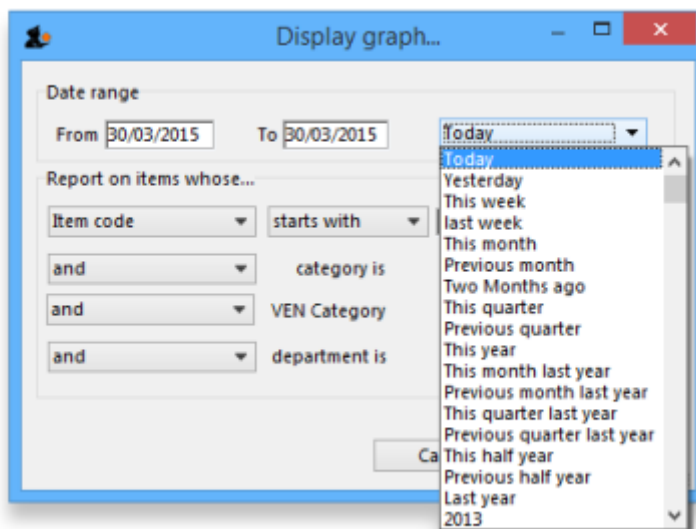 Display graph...
Date range
From 30/03/2015 To 30/03/2015 Today
Report on items whose...
Item code starts with
and category is
and VEN Category
and department is
Ca
Today
Yesterday
This week
last week
This month
Previous month
Two Months ago
This quarter
Previous quarter
This year
This month last year
Previous month last year
This quarter last year
Previous quarter last year
This half year
Previous half year
Last year
2013